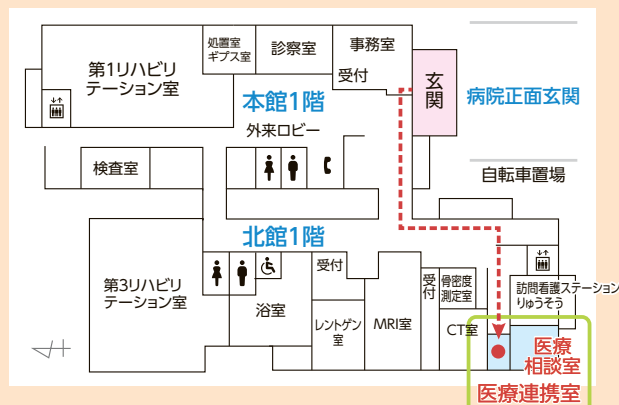 処置室
ギプス室
診察室
事務室
受付
第1リハビリ
テーション室
玄関
病院正面玄関
本館1階
外来ロビー
検査室
自転車置場
北館1階
第3リハビリ
テーション室
浴室
受付
レントゲン
室
MRI室
受付
骨密度
測定室
CT室
訪問看護ステーション
りゅうそう
医療
相談室
医療連携室